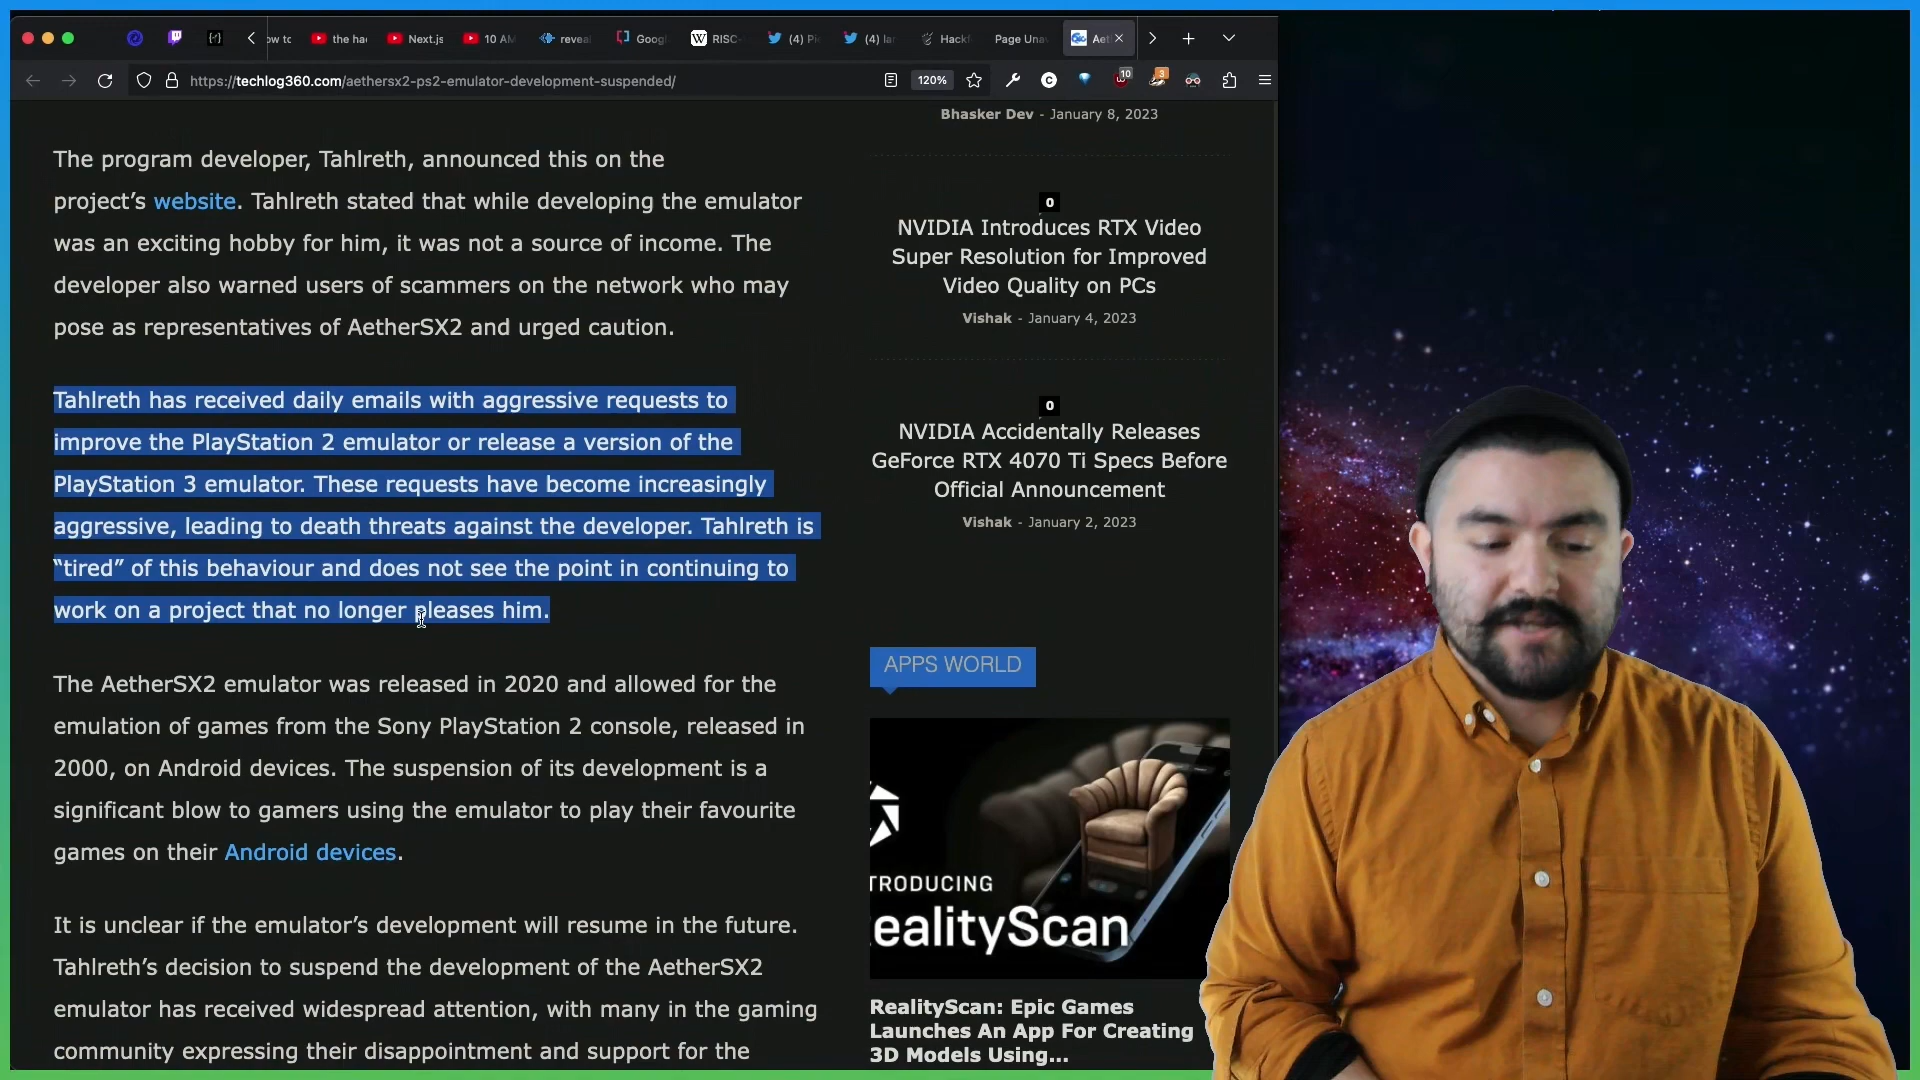 ow to
the ha
Next.js
10 AM
revea
Googl
RISC-
(4) Pi
(4) Ian
Hackf
Page Una
Aet
https://techlog360.com/aethersx2-ps2-emulator-development-suspended/
120%
10
3
The program developer, Tahlreth, announced this on the
project’s website. Tahlreth stated that while developing the emulator
was an exciting hobby for him, it was not a source of income. The
developer also warned users of scammers on the network who may
pose as representatives of AetherSX2 and urged caution.
Tahlreth has received daily emails with aggressive requests to
improve the PlayStation 2 emulator or release a version of the
PlayStation 3 emulator. These requests have become increasingly
aggressive, leading to death threats against the developer. Tahlreth is
“tired” of this behaviour and does not see the point in continuing to
work on a project that no longer pleases him.
The AetherSX2 emulator was released in 2020 and allowed for the
emulation of games from the Sony PlayStation 2 console, released in
2000, on Android devices. The suspension of its development is a
significant blow to gamers using the emulator to play their favourite
games on their Android devices.
It is unclear if the emulator’s development will resume in the future.
Tahlreth’s decision to suspend the development of the AetherSX2
emulator has received widespread attention, with many in the gaming
community expressing their disappointment and support for the
Bhasker Dev - January 8, 2023
0
NVIDIA Introduces RTX Video
Super Resolution for Improved
Video Quality on PCs
Vishak - January 4, 2023
0
NVIDIA Accidentally Releases
GeForce RTX 4070 Ti Specs Before
Official Announcement
Vishak - January 2, 2023
APPS WORLD
TRODUCING
ealityScan
RealityScan: Epic Games
Launches An App For Creating
3D Models Using...